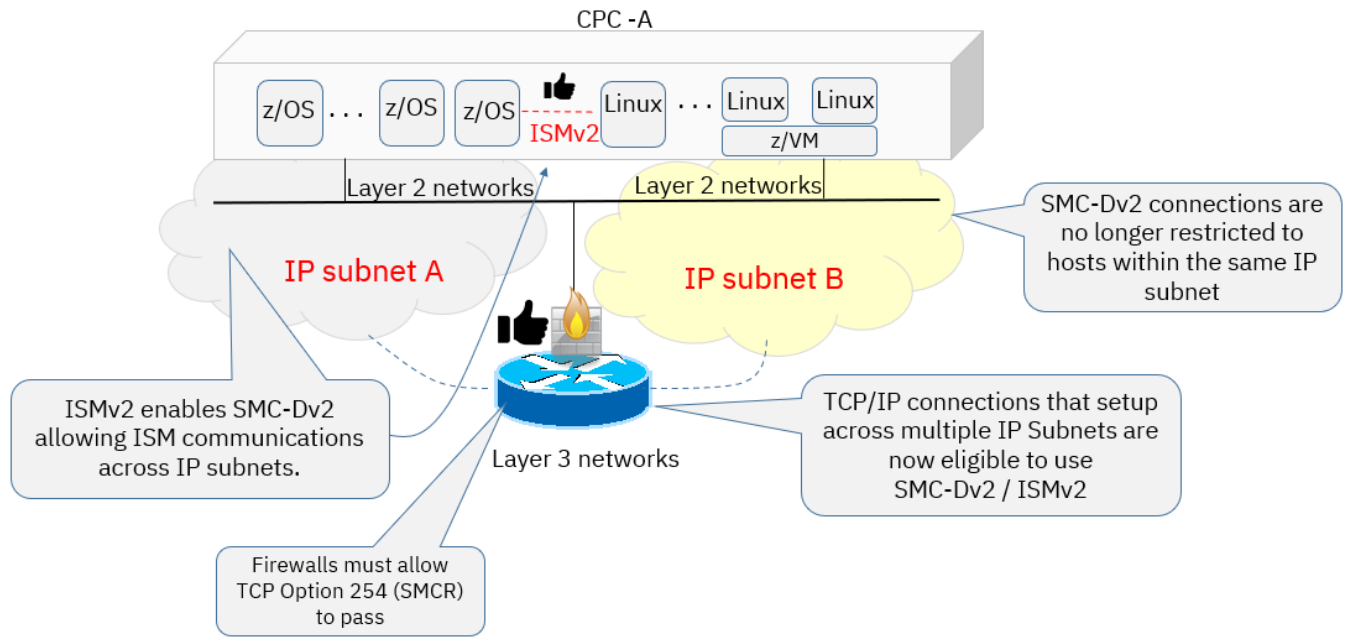 CPC -A
z/OS
...
z/OS
z/OS
ISMv2
Linux
...
Linux
Linux
z/VM
Layer 2 networks
Layer 2 networks
IP subnet A
IP subnet B
SMC-Dv2 connections are
no longer restricted to
hosts within the same IP
subnet
ISMv2 enables SMC-Dv2
allowing ISM communications
across IP subnets.
TCP/IP connections that setup
across multiple IP Subnets are
now eligible to use
SMC-Dv2 / ISMv2
Layer 3 networks
Firewalls must allow
TCP Option 254 (SMCR)
to pass